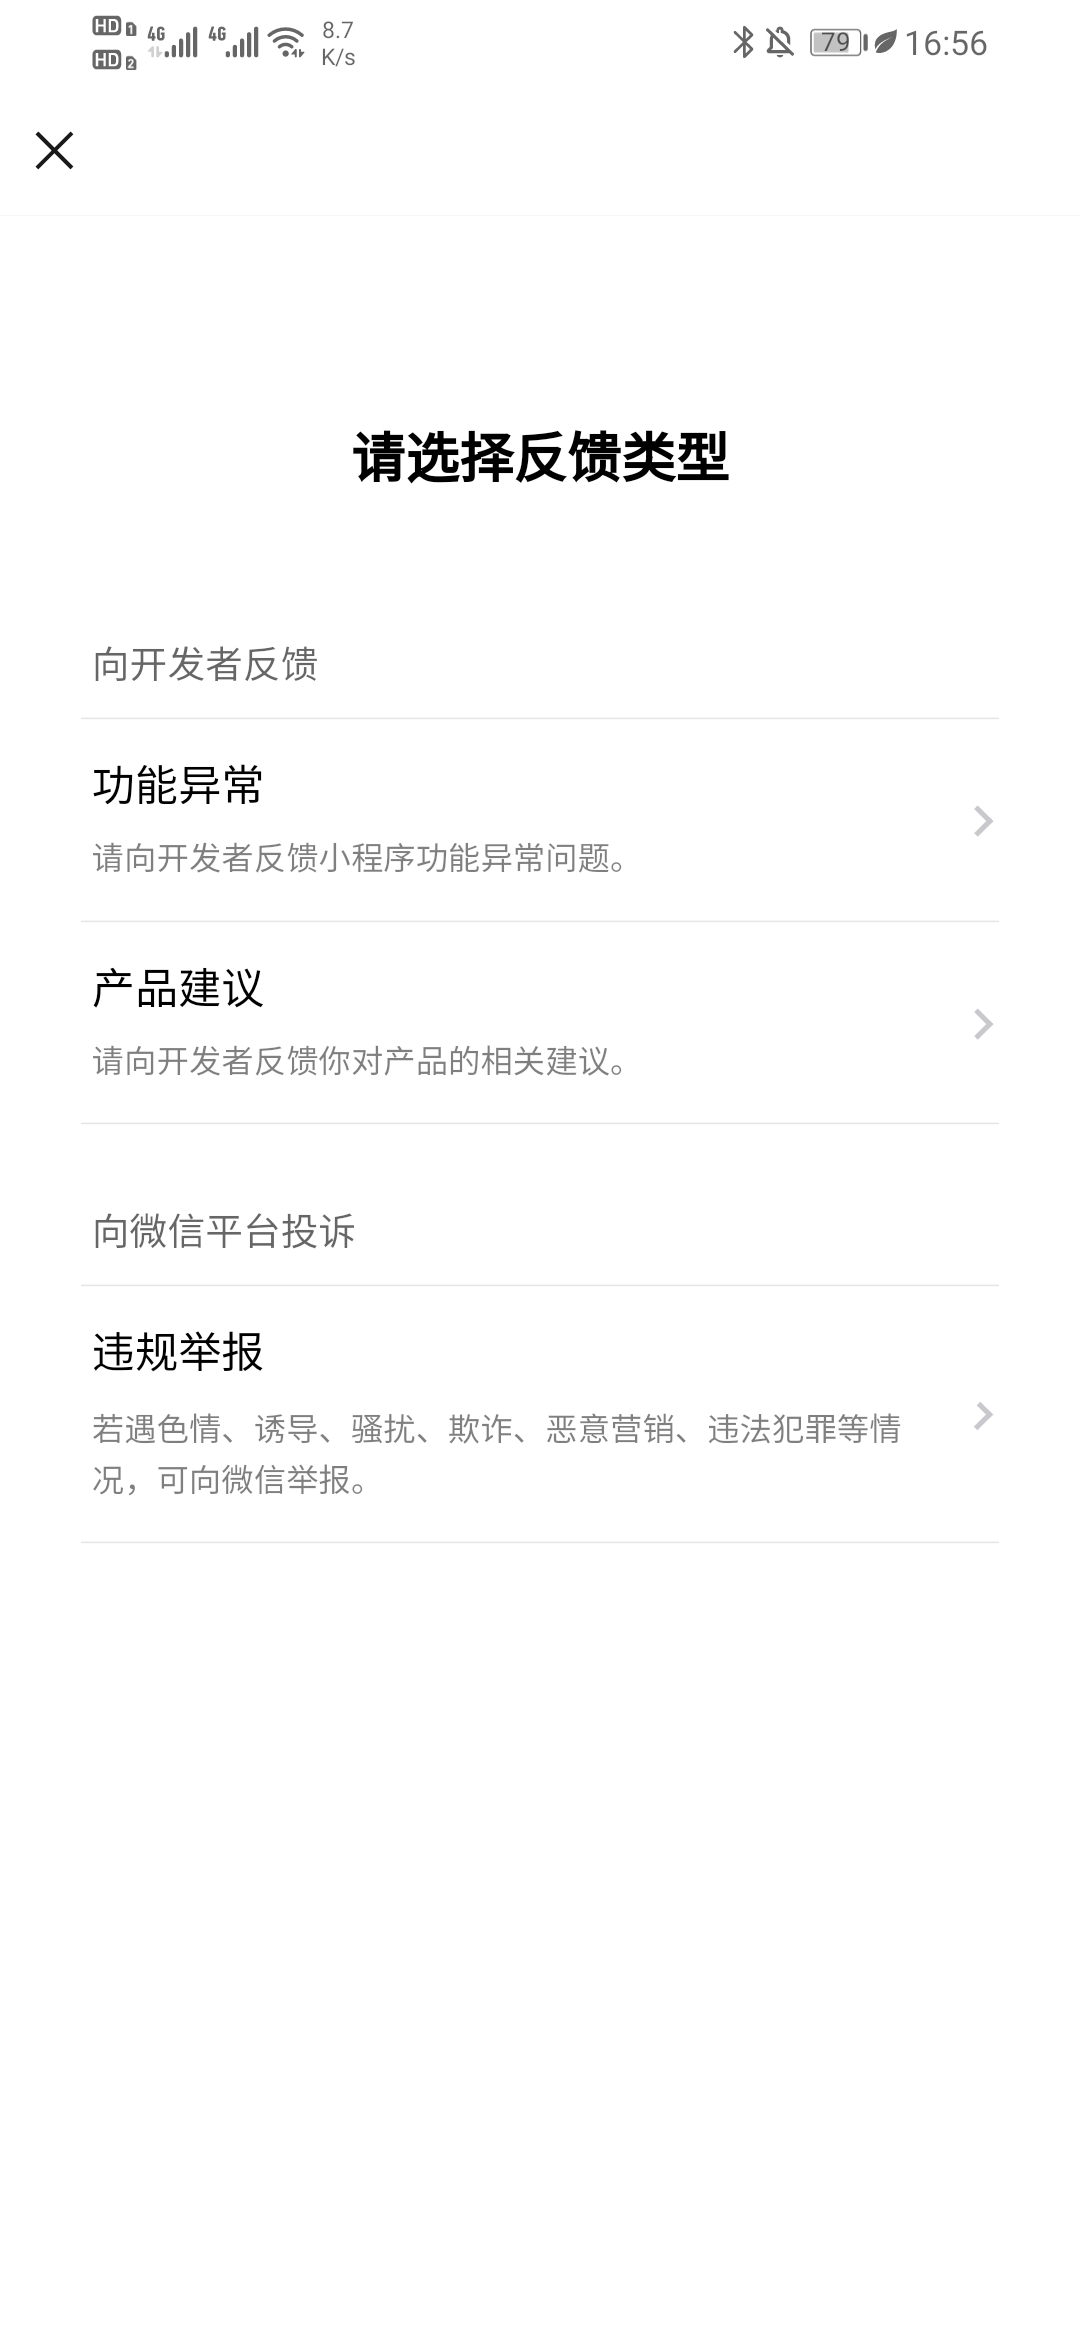 HD 1 4G 4G 8.7 79 16:56
HD 2 K/s
请选择反馈类型
向开发者反馈
功能异常
请向开发者反馈小程序功能异常问题。
产品建议
请向开发者反馈你对产品的相关建议。
向微信平台投诉
违规举报
若遇色情、诱导、骚扰、欺诈、恶意营销、违法犯罪等情
况，可向微信举报。